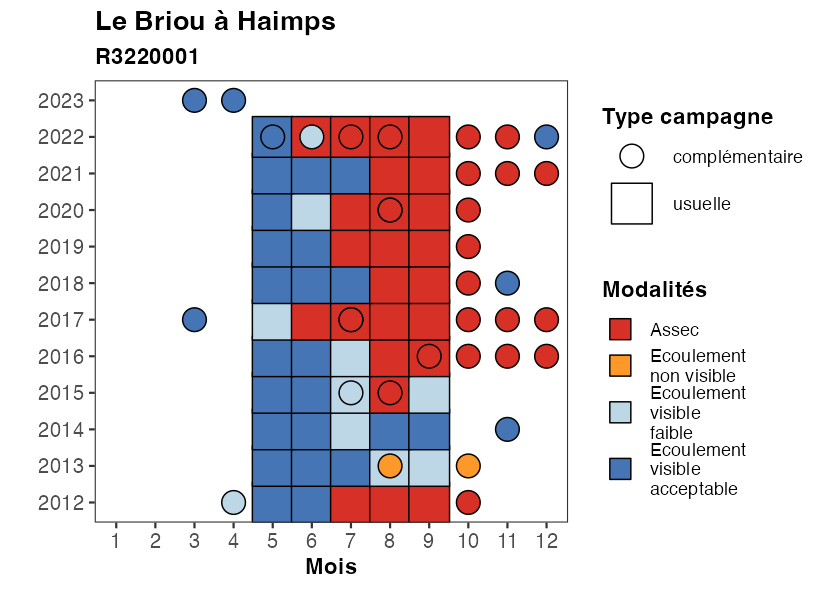 Le Briou à Haimps
R3220001
2023
2022
2021
2020
2019
2018
2017
2016
2015
2014
2013
2012
1 2 3 4 5 6 7 8 9 10 11 12
Mois
Type campagne
complémentaire
usuelle
Modalités
Assec
Ecoulement
non visible
Ecoulement
visible
faible
Ecoulement
visible
acceptable